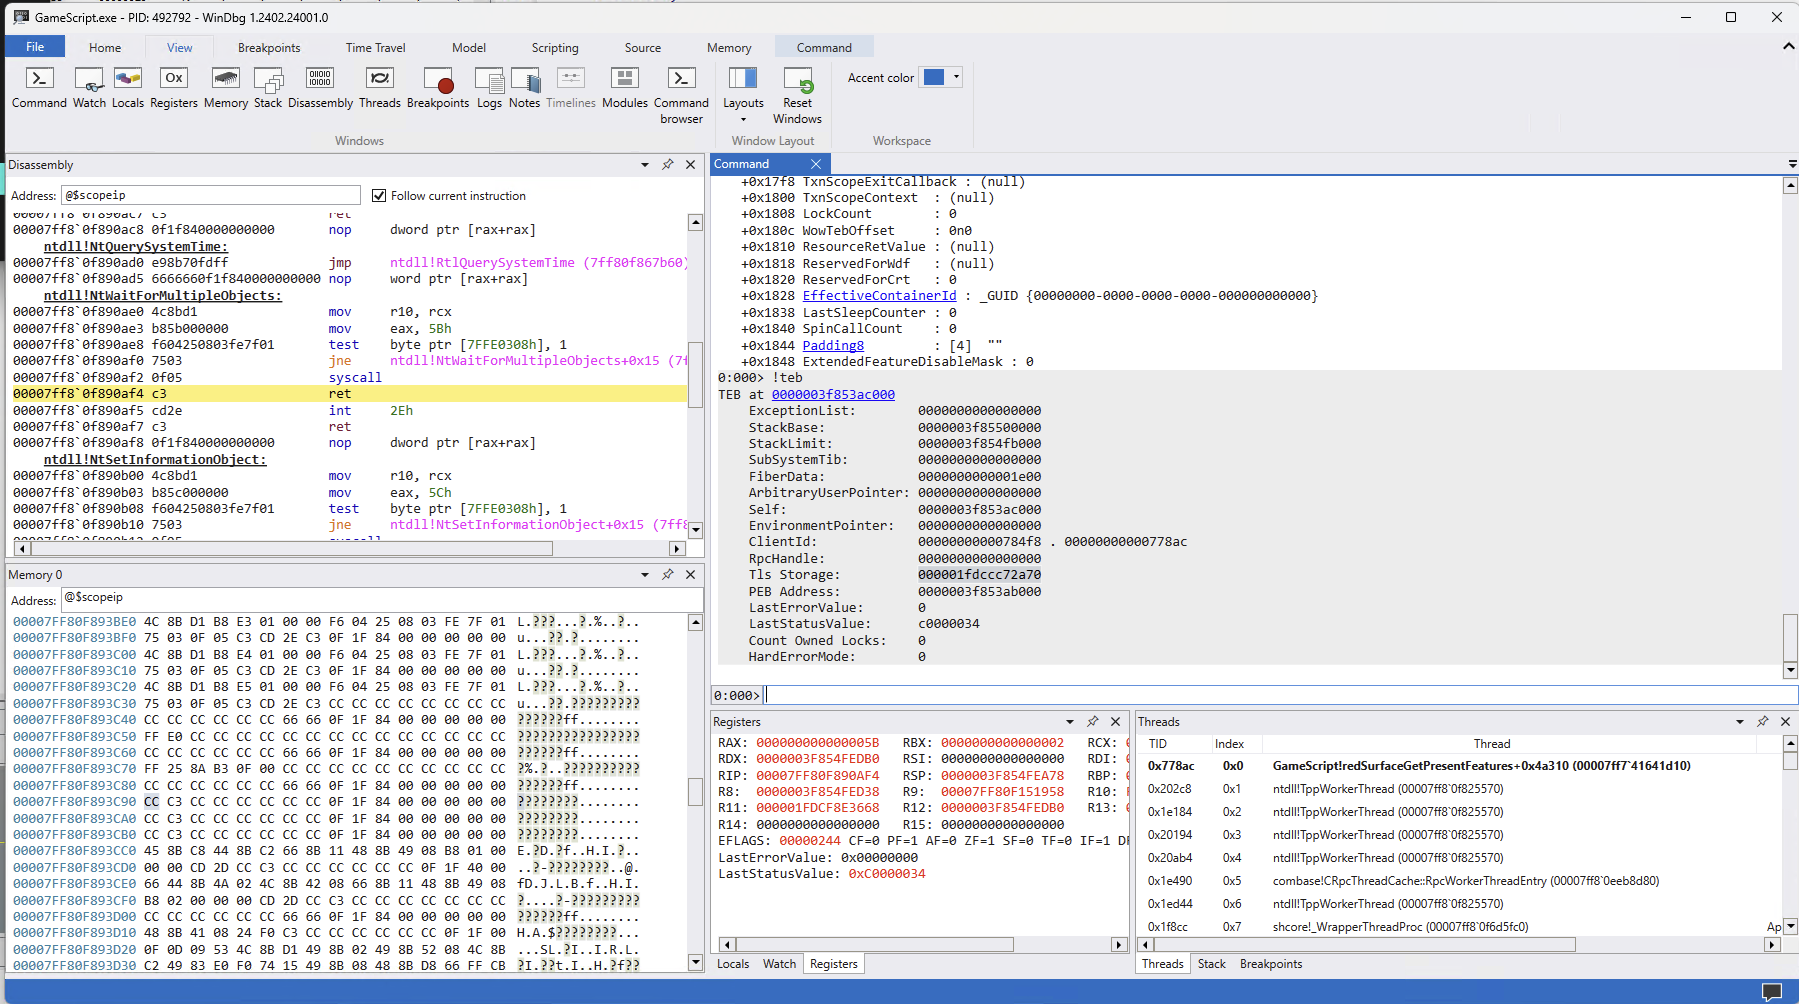 GameScript.exe - PID: 492792 - WinDbg 1.2402.24001.0
File Home View Breakpoints Time Travel Model Scripting Source Memory Command
Command Watch Locals Registers Memory Stack Disassembly Threads Breakpoints Logs Notes Timelines Modules Command browser Layouts Reset Windows Accent color
Windows Window Layout Workspace
Disassembly
Address: @$scopeip Follow current instruction
00007ff8`0f890ac7 c3 ret
00007ff8`0f890ac8 0f1f840000000000 nop dword ptr [rax+rax]
ntdll!NtQuerySystemTime:
00007ff8`0f890ad0 e98b70fdff jmp ntdll!RtlQuerySystemTime (7ff80f867b60)
00007ff8`0f890ad5 6666660f1f840000000000 nop word ptr [rax+rax]
ntdll!NtWaitForMultipleObjects:
00007ff8`0f890ae0 4c8bd1 mov r10, rcx
00007ff8`0f890ae3 b85b000000 mov eax, 5Bh
00007ff8`0f890ae8 f604250803fe7f01 test byte ptr [7FFE0308h], 1
00007ff8`0f890af0 7503 jne ntdll!NtWaitForMultipleObjects+0x15 (7f
00007ff8`0f890af2 0f05 syscall
00007ff8`0f890af4 c3 ret
00007ff8`0f890af5 cd2e int 2Eh
00007ff8`0f890af7 c3 ret
00007ff8`0f890af8 0f1f840000000000 nop dword ptr [rax+rax]
ntdll!NtSetInformationObject:
00007ff8`0f890b00 4c8bd1 mov r10, rcx
00007ff8`0f890b03 b85c000000 mov eax, 5Ch
00007ff8`0f890b08 f604250803fe7f01 test byte ptr [7FFE0308h], 1
00007ff8`0f890b10 7503 jne ntdll!NtSetInformationObject+0x15 (7ff8
Memory 0
Address: @$scopeip
00007FF80F893BE0 4C 8B D1 B8 E3 01 00 00 F6 04 25 08 03 FE 7F 01 L.???...?.%..?..
00007FF80F893BF0 75 03 0F 05 C3 CD 2E C3 0F 1F 84 00 00 00 00 00 u...??.?........
00007FF80F893C00 4C 8B D1 B8 E4 01 00 00 F6 04 25 08 03 FE 7F 01 L.???...?.%..?..
00007FF80F893C10 75 03 0F 05 C3 CD 2E C3 0F 1F 84 00 00 00 00 00 u...??.?........
00007FF80F893C20 4C 8B D1 B8 E5 01 00 00 F6 04 25 08 03 FE 7F 01 L.???...?.%..?..
00007FF80F893C30 75 03 0F 05 C3 CD 2E C3 CC CC CC CC CC CC CC CC u...??.?????????
00007FF80F893C40 CC CC CC CC CC CC 66 66 0F 1F 84 00 00 00 00 00 ??????ff........
00007FF80F893C50 FF E0 CC CC CC CC CC CC CC CC CC CC CC CC CC CC ????????????????
00007FF80F893C60 CC CC CC CC CC CC 66 66 0F 1F 84 00 00 00 00 00 ??????ff........
00007FF80F893C70 FF 25 8A B3 0F 00 CC CC CC CC CC CC CC CC CC CC ?%.?..??????????
00007FF80F893C80 CC CC CC CC CC CC 66 66 0F 1F 84 00 00 00 00 00 ??????ff........
00007FF80F893C90 CC C3 CC CC CC CC CC CC 0F 1F 84 00 00 00 00 00 ????????........
00007FF80F893CA0 CC C3 CC CC CC CC CC CC 0F 1F 84 00 00 00 00 00 ????????........
00007FF80F893CB0 CC C3 CC CC CC CC CC CC 0F 1F 84 00 00 00 00 00 ????????........
00007FF80F893CC0 45 8B C8 44 8B C2 66 8B 11 48 8B 49 08 B8 01 00 E.?D.?f..H.I.?..
00007FF80F893CD0 00 00 CD 2D CC C3 CC CC CC CC CC CC 0F 1F 40 00 ..?-????????..@.
00007FF80F893CE0 66 44 8B 4A 02 4C 8B 42 08 66 8B 11 48 8B 49 08 fD.J.L.B.f..H.I.
00007FF80F893CF0 B8 02 00 00 00 CD 2D CC C3 CC CC CC CC CC CC CC ?....?-?????????
00007FF80F893D00 CC CC CC CC CC CC 66 66 0F 1F 84 00 00 00 00 00 ??????ff........
00007FF80F893D10 48 8B 41 08 24 F0 C3 CC CC CC CC CC CC 0F 1F 00 H.A.$????????...
00007FF80F893D20 0F 0D 09 53 4C 8B D1 49 8B 02 49 8B 52 08 4C 8B ...SL.?I..I.R.L.
00007FF80F893D30 C2 49 83 E0 F0 74 15 49 8B 08 48 8B D8 66 FF CB ?I.??t.I..H.?f??
Command
+0x17f8 TxnScopeExitCallback : (null)
+0x1800 TxnScopeContext : (null)
+0x1808 LockCount : 0
+0x180c WowTebOffset : 0n0
+0x1810 ResourceRetValue : (null)
+0x1818 ReservedForWdf : (null)
+0x1820 ReservedForCrt : 0
+0x1828 EffectiveContainerId : _GUID {00000000-0000-0000-0000-000000000000}
+0x1838 LastSleepCounter : 0
+0x1840 SpinCallCount : 0
+0x1844 Padding8 : [4] ""
+0x1848 ExtendedFeatureDisableMask : 0
0:000> !teb
TEB at 0000003f853ac000
ExceptionList: 0000000000000000
StackBase: 0000003f85500000
StackLimit: 0000003f854fb000
SubSystemTib: 0000000000000000
FiberData: 0000000000001e00
ArbitraryUserPointer: 0000000000000000
Self: 0000003f853ac000
EnvironmentPointer: 0000000000000000
ClientId: 00000000000784f8 . 00000000000778ac
RpcHandle: 0000000000000000
Tls Storage: 000001fdccc72a70
PEB Address: 0000003f853ab000
LastErrorValue: 0
LastStatusValue: c0000034
Count Owned Locks: 0
HardErrorMode: 0
0:000>
Registers
RAX: 000000000000005B RBX: 0000000000000002 RCX:
RDX: 0000003F854FEDB0 RSI: 0000000000000000 RDI:
RIP: 00007FF80F890AF4 RSP: 0000003F854FEA78 RBP:
R8: 0000003F854FED38 R9: 00007FF80F151958 R10:
R11: 000001FDCF8E3668 R12: 0000003F854FEDB0 R13:
R14: 0000000000000000 R15: 0000000000000000
EFLAGS: 00000244 CF=0 PF=1 AF=0 ZF=1 SF=0 TF=0 IF=1 DF
LastErrorValue: 0x00000000
LastStatusValue: 0xC0000034
Locals Watch Registers
Threads
TID Index Thread
0x778ac 0x0 GameScript!redSurfaceGetPresentFeatures+0x4a310 (00007ff7`41641d10)
0x202c8 0x1 ntdll!TppWorkerThread (00007ff8`0f825570)
0x1e184 0x2 ntdll!TppWorkerThread (00007ff8`0f825570)
0x20194 0x3 ntdll!TppWorkerThread (00007ff8`0f825570)
0x20ab4 0x4 ntdll!TppWorkerThread (00007ff8`0f825570)
0x1e490 0x5 combase!CRpcThreadCache::RpcWorkerThreadEntry (00007ff8`0eeb8d80)
0x1ed44 0x6 ntdll!TppWorkerThread (00007ff8`0f825570)
0x1f8cc 0x7 shcore!_WrapperThreadProc (00007ff8`0f6d5fc0) Ap
Threads Stack Breakpoints